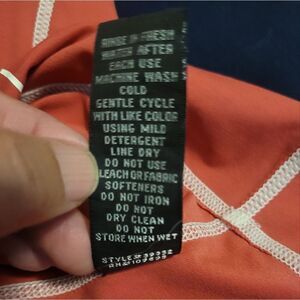 RINSE IN FRESH
WATER AFTER
EACH USE
MACHINE WASH
COLD
GENTLE CYCLE
WITH LIKE COLOR
USING MILD
DETERGENT
LINE DRY
DO NOT USE
BLEACH OR FABRIC
SOFTENERS
DO NOT IRON
DO NOT
DRY CLEAN
DO NOT
STORE WHEN WET
STYLE# 39352